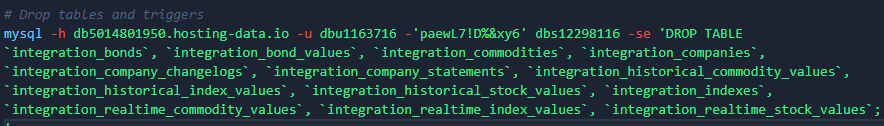 # Drop tables and triggers
mysql -h db5014801950.hosting-data.io -u dbu1163716 -'paewL7!D%&xy6' dbs12298116 -se 'DROP TABLE
`integration_bonds`, `integration_bond_values`, `integration_commodities`, `integration_companies`,
`integration_company_changelogs`, `integration_company_statements`, `integration_historical_commodity_values`,
`integration_historical_index_values`, `integration_historical_stock_values`, `integration_indexes`,
`integration_realtime_commodity_values`, `integration_realtime_index_values`, `integration_realtime_stock_values`;